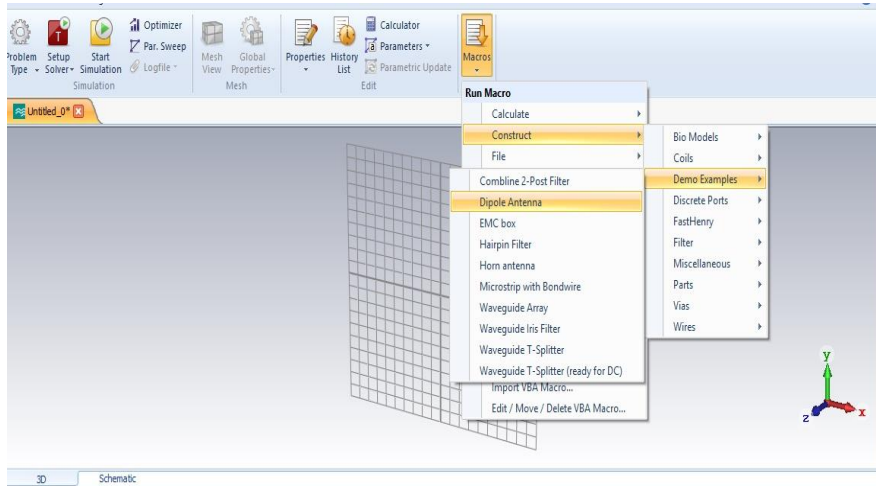 Optimizer
Par. Sweep
Logfile
Problem Type
Setup Solver
Start Simulation
Simulation
Mesh View
Global Properties
Mesh
Properties
History List
Calculator
Parameters
Parametric Update
Edit
Macros
Untitled_0*
Run Macro
Calculate
Construct
File
Import VBA Macro...
Edit / Move / Delete VBA Macro...
Bio Models
Coils
Demo Examples
Discrete Ports
FastHenry
Filter
Miscellaneous
Parts
Vias
Wires
Combline 2-Post Filter
Dipole Antenna
EMC box
Hairpin Filter
Horn antenna
Microstrip with Bondwire
Waveguide Array
Waveguide Iris Filter
Waveguide T-Splitter
Waveguide T-Splitter (ready for DC)
y
z
x
3D
Schematic